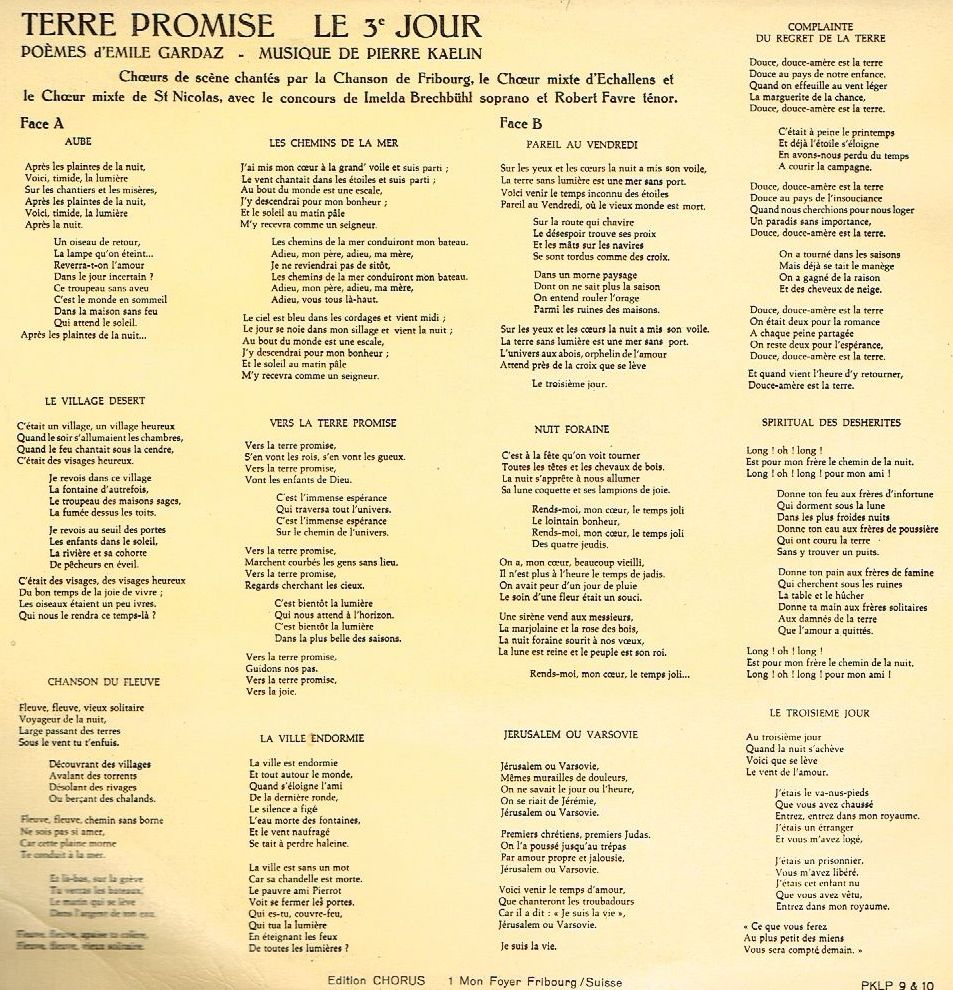 TERRE PROMISE LE 3e JOUR
POÈMES d'EMILE GARDAZ - MUSIQUE DE PIERRE KAELIN
Chœurs de scène chantés par la Chanson de Fribourg, le Chœur mixte d'Echallens et
le Chœur mixte de St Nicolas, avec le concours de Imelda Brechbühl soprano et Robert Favre ténor.
Face A
AUBE
Après les plaintes de la nuit,
Voici, timide, la lumière
Sur les chantiers et les misères,
Après les plaintes de la nuit,
Voici, timide, la lumière
Après la nuit.
Un oiseau de retour,
La lampe qu'on éteint...
Reverra-t-on l'amour
Dans le jour incertain ?
Ce troupeau sans aveu
C'est le monde en sommeil
Dans la maison sans feu
Qui attend le soleil.
Après les plaintes de la nuit...
LE VILLAGE DESERT
C'était un village, un village heureux
Quand le soir s'allumaient les chambres,
Quand le feu chantait sous la cendre,
C'était des visages heureux.
Je revois dans ce village
La fontaine d'autrefois,
Le troupeau des maisons sages,
La fumée dessus les toits.
Je revois au seuil des portes
Les enfants dans le soleil,
La rivière et sa cohorte
De pêcheurs en éveil.
C'était des visages, des visages heureux
Du bon temps de la joie de vivre ;
Les oiseaux étaient un peu ivres.
Qui nous le rendra ce temps-là ?
CHANSON DU FLEUVE
Fleuve, fleuve, vieux solitaire
Voyageur de la nuit,
Large passant des terres
Sous le vent tu t'enfuis.
Découvrant des villages
Avalant des torrents
Désolant des rivages
Ou berçant des chalands.
Fleuve, fleuve, chemin sans borne
Ne sois pas si amer,
Car cette plaine morne
Te conduit à la mer.
Et là-bas, sur la grève
Tu verras les bateaux,
Le matin qui se lève
Dans l'argent de ton eau.
Fleuve, fleuve, apaise ta colère,
Fleuve, fleuve, vieux solitaire.
LES CHEMINS DE LA MER
J'ai mis mon cœur à la grand' voile et suis parti ;
Le vent chantait dans les étoiles et suis parti ;
Au bout du monde est une escale,
J'y descendrai pour mon bonheur ;
Et le soleil au matin pâle
M'y recevra comme un seigneur.
Les chemins de la mer conduiront mon bateau.
Adieu, mon père, adieu, ma mère,
Je ne reviendrai pas de sitôt,
Les chemins de la mer conduiront mon bateau.
Adieu, mon père, adieu, ma mère,
Adieu, vous tous là-haut.
Le ciel est bleu dans les cordages et vient midi ;
Le jour se noie dans mon sillage et vient la nuit ;
Au bout du monde est une escale,
J'y descendrai pour mon bonheur ;
Et le soleil au matin pâle
M'y recevra comme un seigneur.
VERS LA TERRE PROMISE
Vers la terre promise,
S'en vont les rois, s'en vont les gueux.
Vers la terre promise,
Vont les enfants de Dieu.
C'est l'immense espérance
Qui traversa tout l'univers.
C'est l'immense espérance
Sur le chemin de l'univers.
Vers la terre promise,
Marchent courbés les gens sans lieu.
Vers la terre promise,
Regards cherchant les cieux.
C'est bientôt la lumière
Qui nous attend à l'horizon.
C'est bientôt la lumière
Dans la plus belle des saisons.
Vers la terre promise,
Guidons nos pas.
Vers la terre promise,
Vers la joie.
LA VILLE ENDORMIE
La ville est endormie
Et tout autour le monde,
Quand s'éloigne l'ami
De la dernière ronde,
Le silence a figé
L'eau morte des fontaines,
Et le vent naufragé
Se tait à perdre haleine.
La ville est sans un mot
Car sa chandelle est morte.
Le pauvre ami Pierrot
Voit se fermer les portes.
Qui es-tu, couvre-feu,
Qui tua la lumière
En éteignant les feux
De toutes les lumières ?
Face B
PAREIL AU VENDREDI
Sur les yeux et les cœurs la nuit a mis son voile,
La terre sans lumière est une mer sans port.
Voici venir le temps inconnu des étoiles
Pareil au Vendredi, où le vieux monde est mort.
Sur la route qui chavire
Le désespoir trouve ses proix
Et les mâts sur les navires
Se sont tordus comme des croix.
Dans un morne paysage
Dont on ne sait plus la saison
On entend rouler l'orage
Parmi les ruines des maisons.
Sur les yeux et les cœurs la nuit a mis son voile.
La terre sans lumière est une mer sans port.
L'univers aux abois, orphelin de l'amour
Attend près de la croix que se lève
Le troisième jour.
NUIT FORAINE
C'est à la fête qu'on voit tourner
Toutes les têtes et les chevaux de bois.
La nuit s'apprête à nous allumer
Sa lune coquette et ses lampions de joie.
Rends-moi, mon cœur, le temps joli
Le lointain bonheur,
Rends-moi, mon cœur, le temps joli
Des quatre jeudis.
On a, mon cœur, beaucoup vieilli,
Il n'est plus à l'heure le temps de jadis.
On avait peur d'un jour de pluie
Le soin d'une fleur était un souci.
Une sirène vend aux messieurs,
La marjolaine et la rose des bois,
La nuit foraine sourit à nos vœux,
La lune est reine et le peuple est son roi.
Rends-moi, mon cœur, le temps joli...
JERUSALEM OU VARSOVIE
Jérusalem ou Varsovie,
Mêmes murailles de douleurs,
On ne savait le jour ou l'heure,
On se riait de Jérémie,
Jérusalem ou Varsovie.
Premiers chrétiens, premiers Judas.
On l'a poussé jusqu'au trépas
Par amour propre et jalousie,
Jérusalem ou Varsovie.
Voici venir le temps d'amour,
Que chanteront les troubadours
Car il a dit : « Je suis la vie »,
Jérusalem ou Varsovie.
Je suis la vie.
COMPLAINTE
DU REGRET DE LA TERRE
Douce, douce-amère est la terre
Douce au pays de notre enfance.
Quand on effeuille au vent léger
La marguerite de la chance,
Douce, douce-amère est la terre.
C'était à peine le printemps
Et déjà l'étoile s'éloigne
En avons-nous perdu du temps
A courir la campagne.
Douce, douce-amère est la terre
Douce au pays de l'insouciance
Quand nous cherchions pour nous loger
Un paradis sans importance,
Douce, douce-amère est la terre.
On a tourné dans les saisons
Mais déjà se tait le manège
On a gagné de la raison
Et des cheveux de neige.
Douce, douce-amère est la terre
On était deux pour la romance
A chaque peine partagée
On reste deux pour l'espérance,
Douce, douce-amère est la terre.
Et quand vient l'heure d'y retourner,
Douce-amère est la terre.
SPIRITUAL DES DESHERITES
Long ! oh ! long !
Est pour mon frère le chemin de la nuit.
Long ! oh ! long ! pour mon ami !
Donne ton feu aux frères d'infortune
Qui dorment sous la lune
Dans les plus froides nuits
Donne ton eau aux frères de poussière
Qui ont couru la terre
Sans y trouver un puits.
Donne ton pain aux frères de famine
Qui cherchent sous les ruines
La table et le hûcher
Donne ta main aux frères solitaires
Aux damnés de la terre
Que l'amour a quittés.
Long ! oh ! long !
Est pour mon frère le chemin de la nuit.
Long ! oh ! long ! pour mon ami !
LE TROISIEME JOUR
Au troisième jour
Quand la nuit s'achève
Voici que se lève
Le vent de l'amour.
J'étais le va-nus-pieds
Que vous avez chaussé
Entrez, entrez dans mon royaume.
J'étais un étranger
Et vous m'avez logé,
J'étais un prisonnier,
Vous m'avez libéré.
J'étais cet enfant nu
Que vous avez vêtu,
Entrez dans mon royaume.
« Ce que vous ferez
Au plus petit des miens
Vous sera compté demain. »
Edition CHORUS 1 Mon Foyer Fribourg/Suisse
PKLP 9 & 10